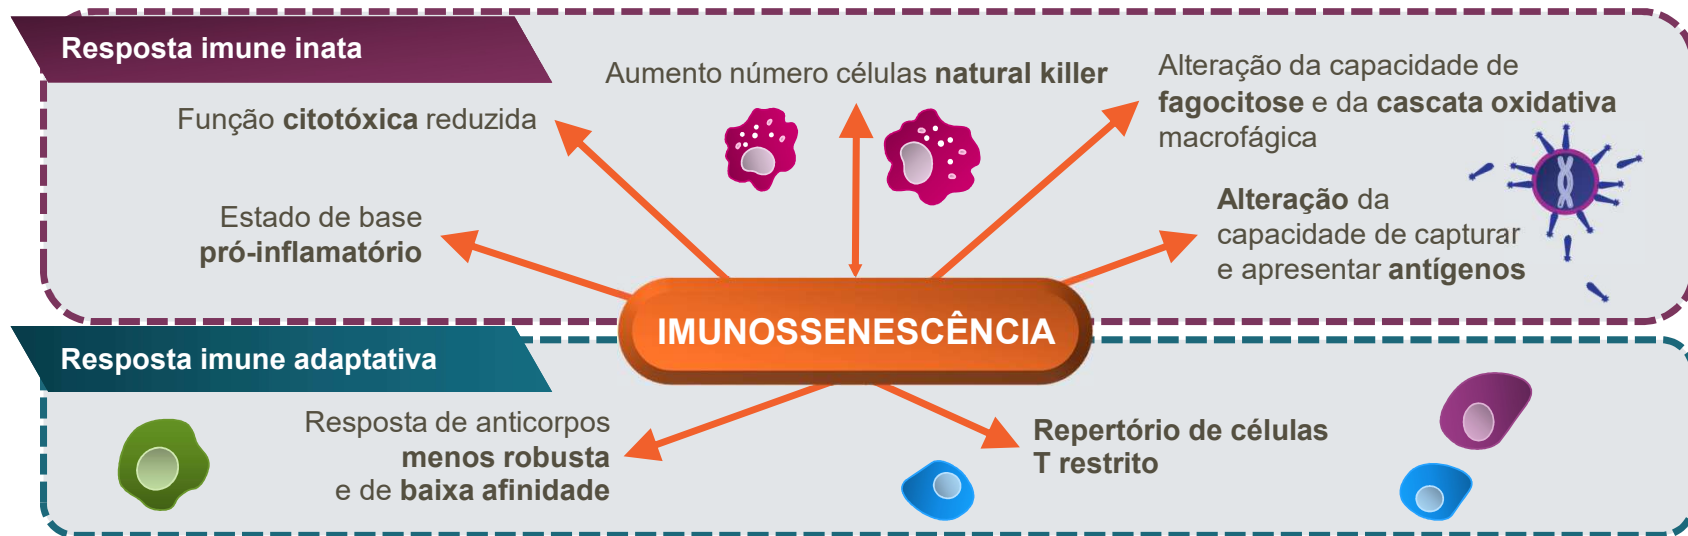 Resposta imune inata
Aumento número células natural killer
Função citotóxica reduzida
Estado de base
pró-inflamatório
Alteração da capacidade de
fagocitose e da cascata oxidativa
macrofágica
Alteração da
capacidade de capturar
e apresentar antígenos
IMUNOSSENESCÊNCIA
Resposta imune adaptativa
Resposta de anticorpos
menos robusta
e de baixa afinidade
Repertório de células
T restrito